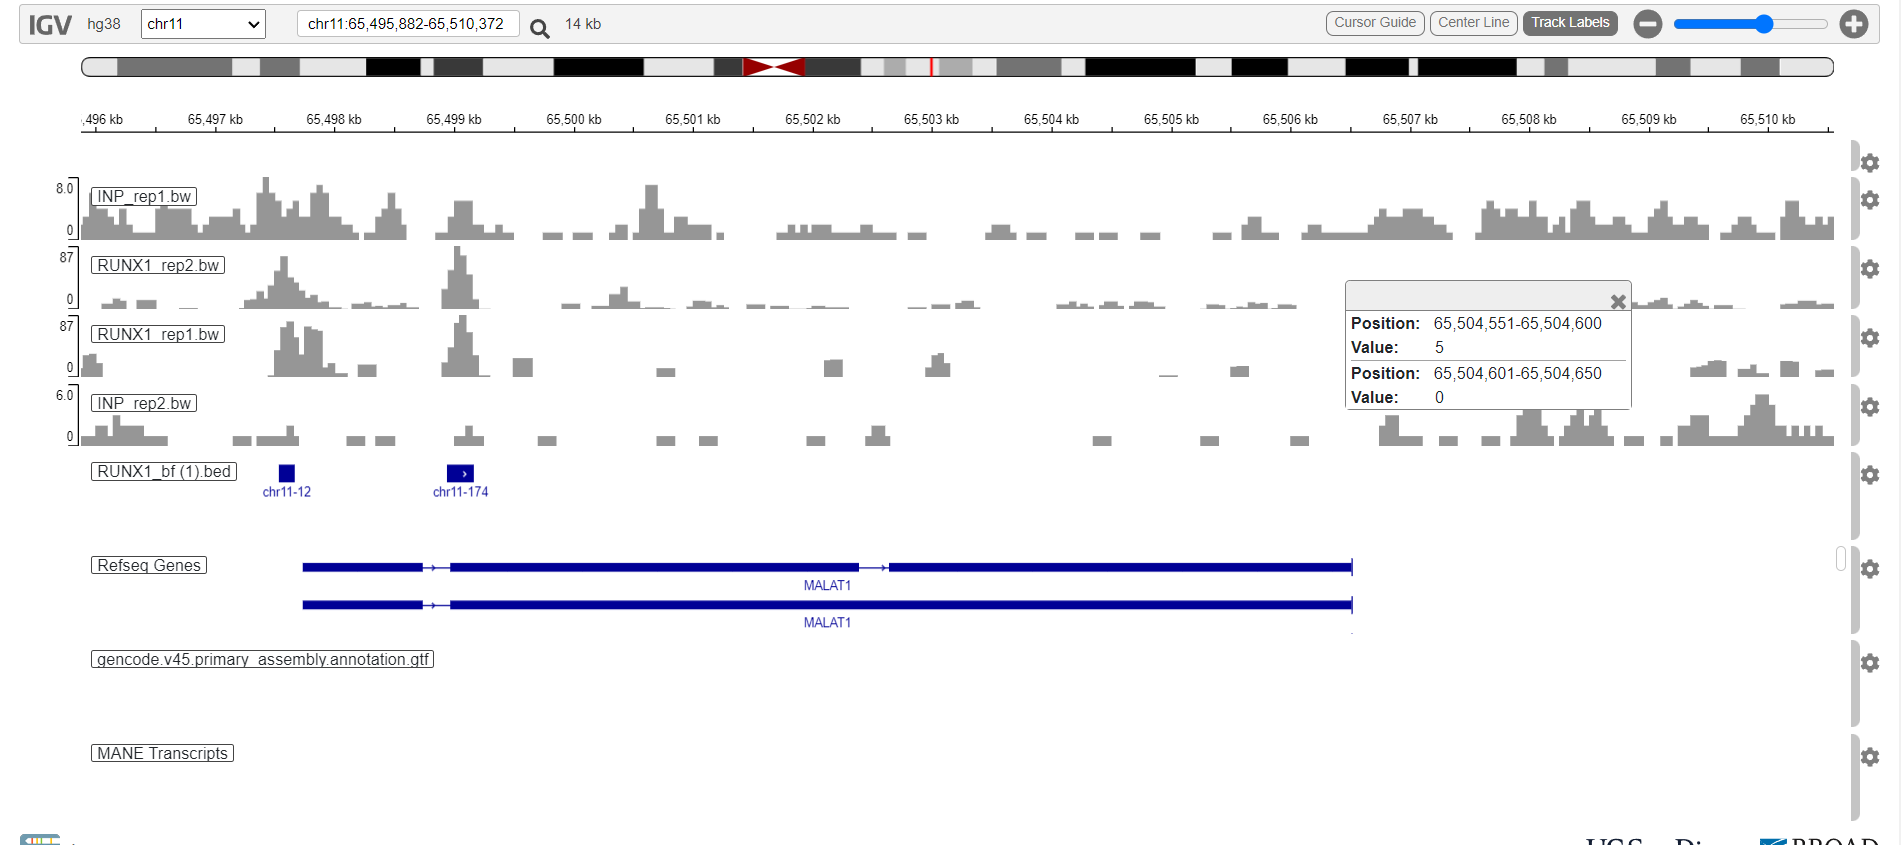 IGV hg38 chr11 chr11:65,495,882-65,510,372 14 kb Cursor Guide Center Line Track Labels
,496 kb 65,497 kb 65,498 kb 65,499 kb 65,500 kb 65,501 kb 65,502 kb 65,503 kb 65,504 kb 65,505 kb 65,506 kb 65,507 kb 65,508 kb 65,509 kb 65,510 kb
8.0 INP_rep1.bw
0
87 RUNX1_rep2.bw
0
87 RUNX1_rep1.bw
0
Position: 65,504,551-65,504,600
Value: 5
Position: 65,504,601-65,504,650
Value: 0
6.0 INP_rep2.bw
0
RUNX1_bf (1).bed
chr11-12 chr11-174
Refseq Genes
MALAT1
MALAT1
gencode.v45.primary_assembly.annotation.gtf
MANE Transcripts
BROAD